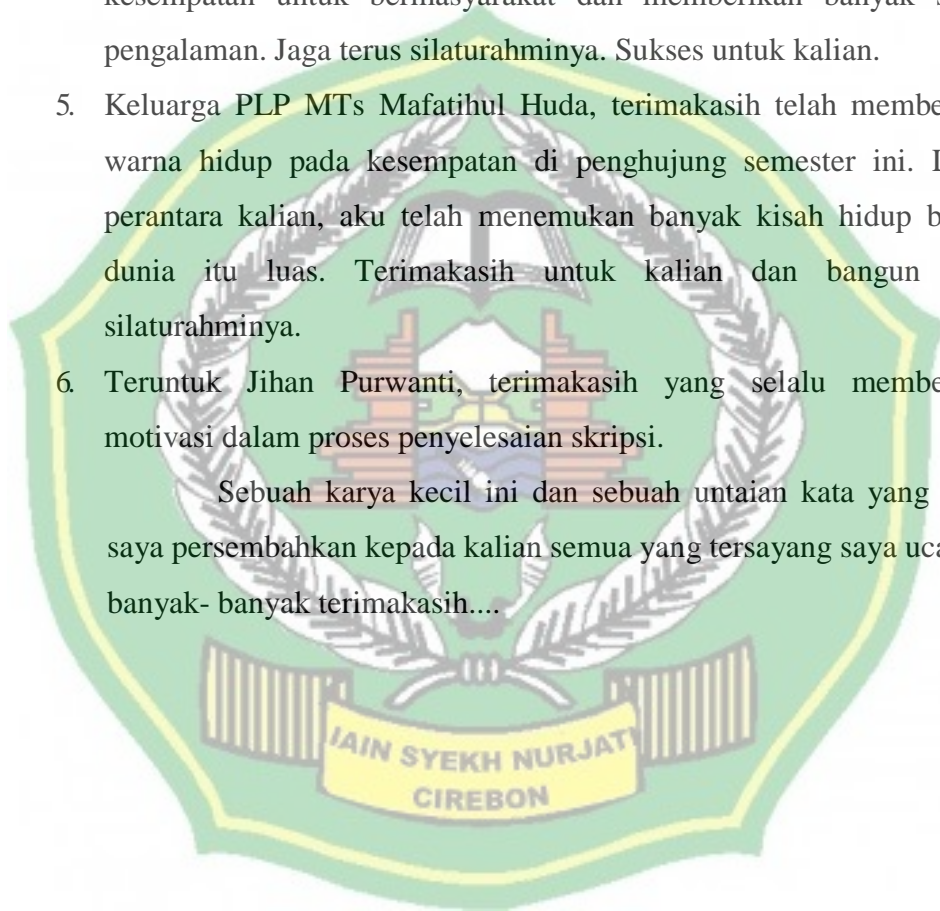 kesempatan untuk bermasyarakat dan memberikan banyak
pengalaman. Jaga terus silaturahminya. Sukses untuk kalian.
5. Keluarga PLP MTs Mafatihul Huda, terimakasih telah membe
warna hidup pada kesempatan di penghujung semester ini.
perantara kalian, aku telah menemukan banyak kisah hidup b
dunia itu luas. Terimakasih untuk kalian dan bangun
silaturahminya.
6. Teruntuk Jihan Purwanti, terimakasih yang selalu membe
motivasi dalam proses penyelesaian skripsi.
Sebuah karya kecil ini dan sebuah untaian kata yang
saya persembahkan kepada kalian semua yang tersayang saya uca
banyak- banyak terimakasih....
IAIN SYEKH NURJATI
CIREBON